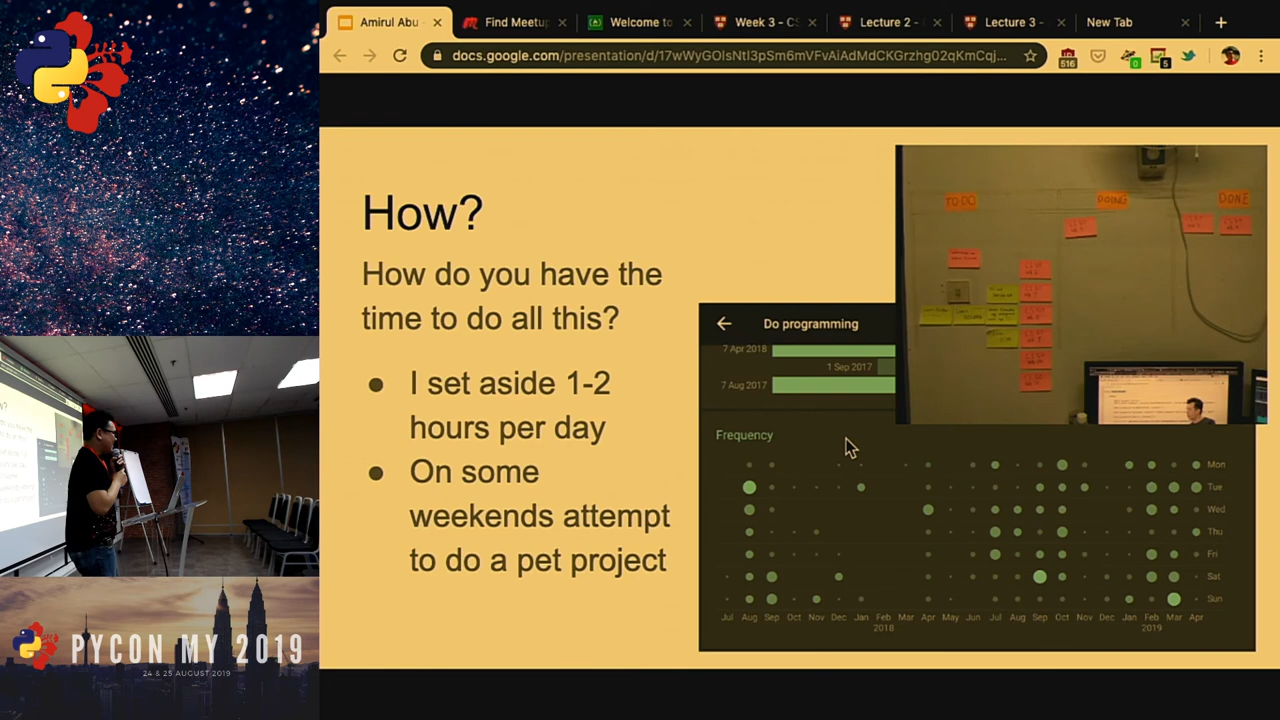 Amirul Abu -
Find Meetup
Welcome to
Week 3 - CS
Lecture 2 -
Lecture 3 -
New Tab
docs.google.com/presentation/d/17wWyGOlsNtI3pSm6mVFvAiAdMdCKGrzhg02qKmCqj...
516
0
5
How?
How do you have the
time to do all this?
● I set aside 1-2
hours per day
● On some
weekends attempt
to do a pet project
TO DO
DOING
DONE
Do programming
7 Apr 2018
1 Sep 2017
7 Aug 2017
Frequency
Mon
Tue
Wed
Thu
Fri
Sat
Sun
Jul Aug Sep Oct Nov Dec Jan Feb Mar Apr May Jun Jul Aug Sep Oct Nov Dec Jan Feb Mar Apr
2018 2019
PYCON MY 2019
24 & 25 AUGUST 2019